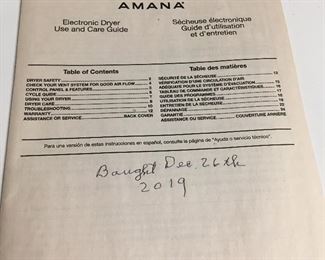 AMANA
Electronic Dryer
Use and Care Guide
Sécheuse électronique
Guide d'utilisation
et d'entretien
Table of Contents
DRYER SAFETY
CHECK YOUR VENT SYSTEM FOR GOOD AIR FLOW
CONTROL PANEL & FEATURES
CYCLE GUIDE
USING YOUR DRYER
DRYER CARE
TROUBLESHOOTING
WARRANTY
ASSISTANCE OR SERVICE BACK COVER
Table des matières
SÉCURITÉ DE LA SÉCHEUSE
VÉRIFICATION D'UNE CIRCULATION D'AIR
ADÉQUATE POUR LE SYSTÈME D'ÉVACUATION
TABLEAU DE COMMANDE ET CARACTÉRISTIQUES
GUIDE DES PROGRAMMES
UTILISATION DE LA SÉCHEUSE
ENTRETIEN DE LA SÉCHEUSE
DÉPANNAGE
GARANTIE
ASSISTANCE OU SERVICE COUVERTURE ARRIÈRE
Para una versión de estas instrucciones en español, consulte la página de "Ayuda o servicio técnico".
Bought Dec. 26th
2019